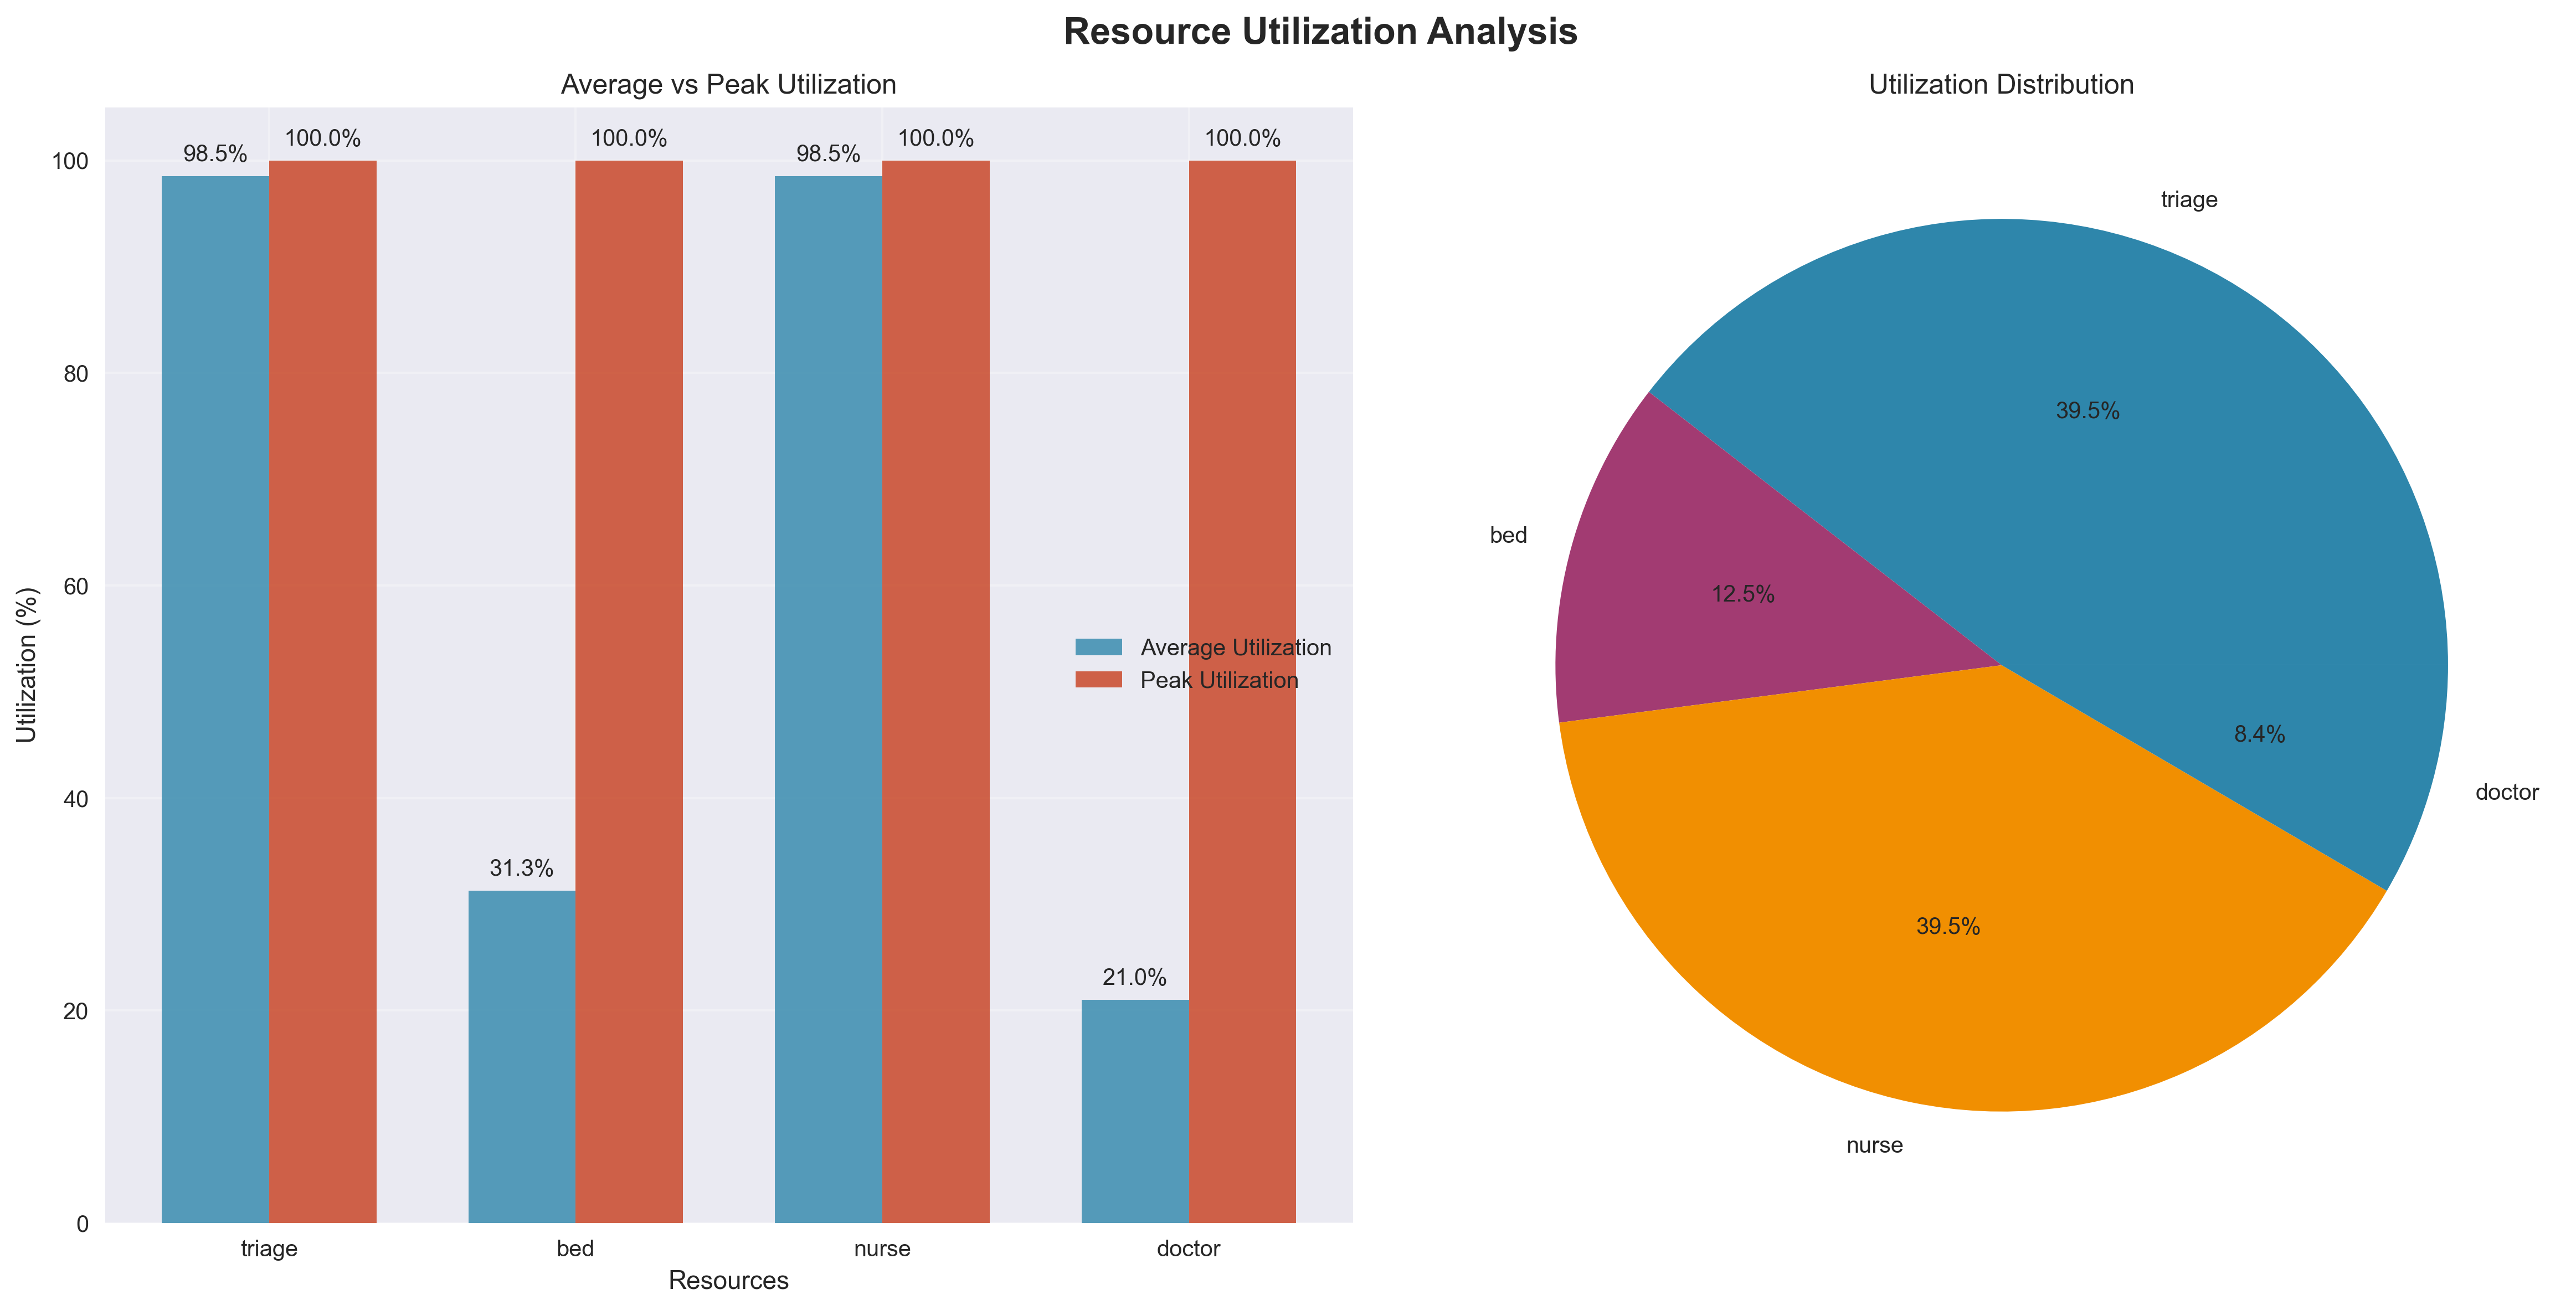 Resource Utilization Analysis
Average vs Peak Utilization
98.5%
100.0%
31.3%
100.0%
98.5%
100.0%
21.0%
100.0%
100
80
60
40
20
0
Utilization (%)
Average Utilization
Peak Utilization
triage
bed
nurse
doctor
Resources
Utilization Distribution
triage
39.5%
bed
12.5%
8.4%
doctor
39.5%
nurse